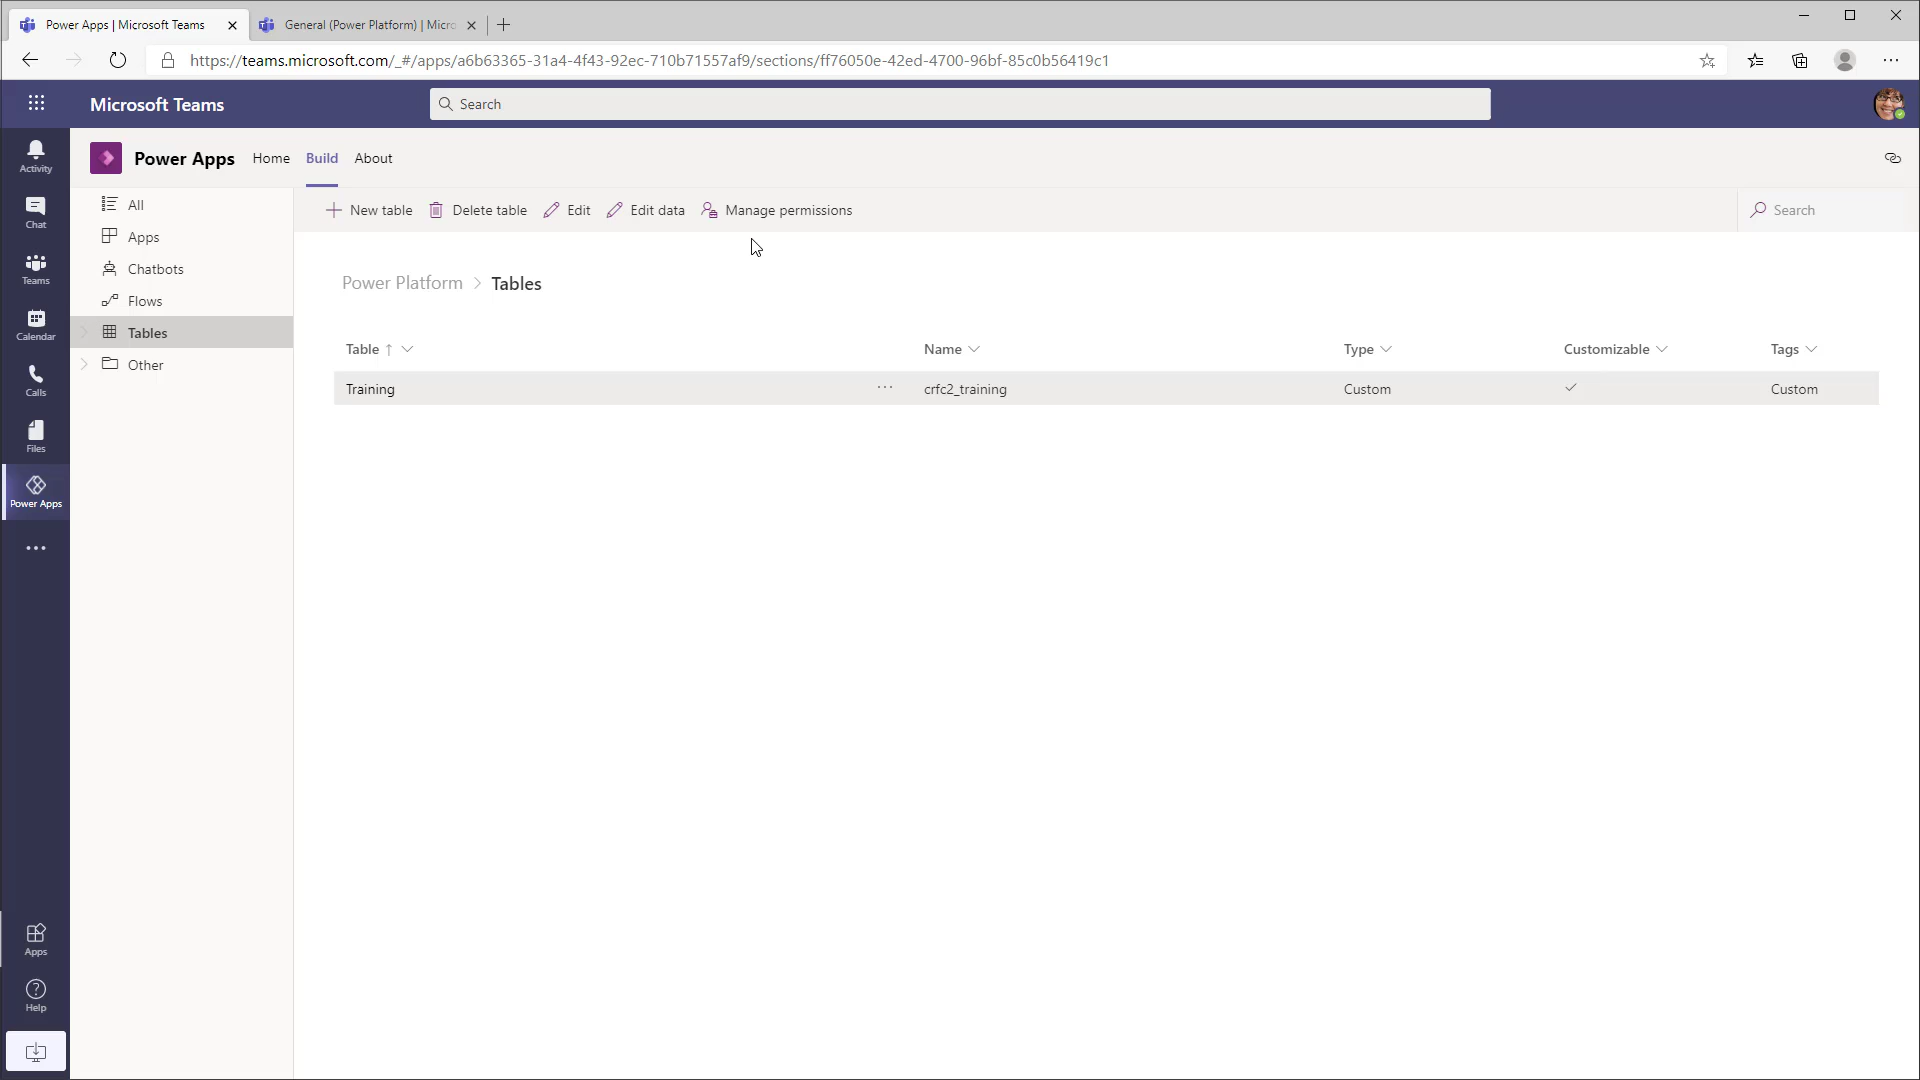 Power Apps | Microsoft Teams
General (Power Platform) | Micro
https://teams.microsoft.com/_#/apps/a6b63365-31a4-4f43-92ec-710b71557af9/sections/ff76050e-42ed-4700-96bf-85c0b56419c1
Microsoft Teams
Search
Activity
Chat
Teams
Calendar
Calls
Files
Power Apps
Apps
Help
Power Apps
Home
Build
About
All
Apps
Chatbots
Flows
Tables
Other
New table
Delete table
Edit
Edit data
Manage permissions
Search
Power Platform > Tables
Table
Name
Type
Customizable
Tags
Training
crfc2_training
Custom
Custom